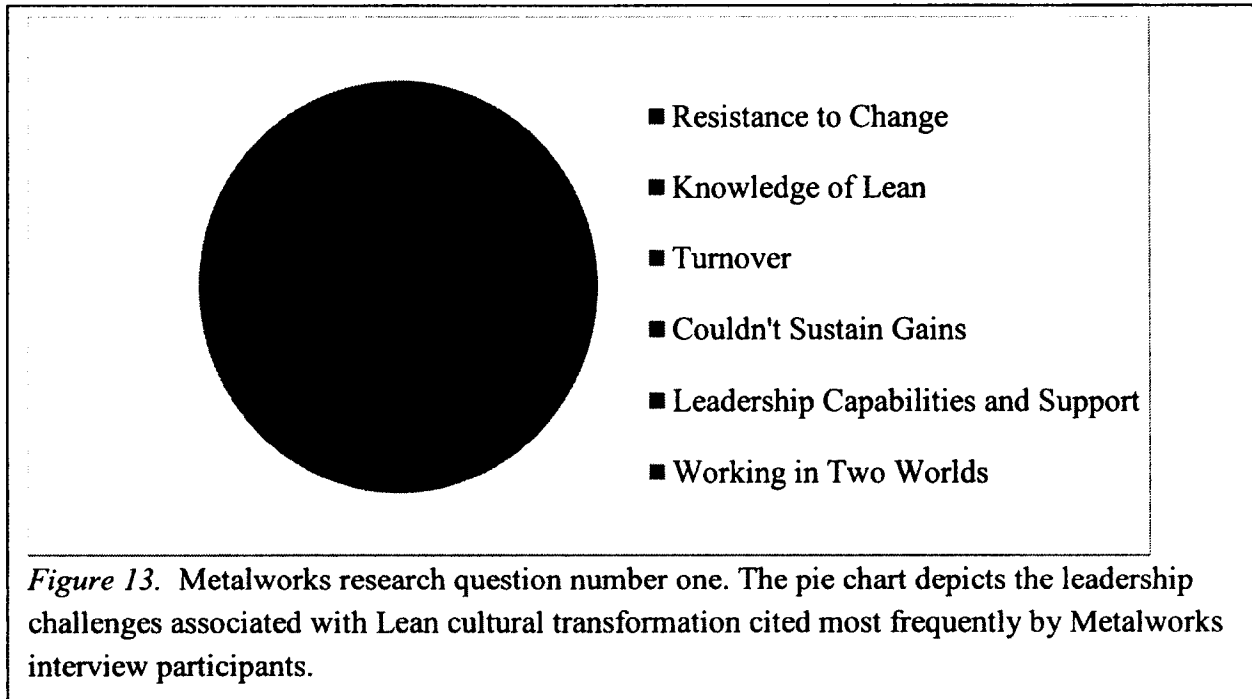 Resistance to Change
Knowledge of Lean
Turnover
Couldn't Sustain Gains
Leadership Capabilities and Support
Working in Two Worlds
Figure 13. Metalworks research question number one. The pie chart depicts the leadership
challenges associated with Lean cultural transformation cited most frequently by Metalworks
interview participants.